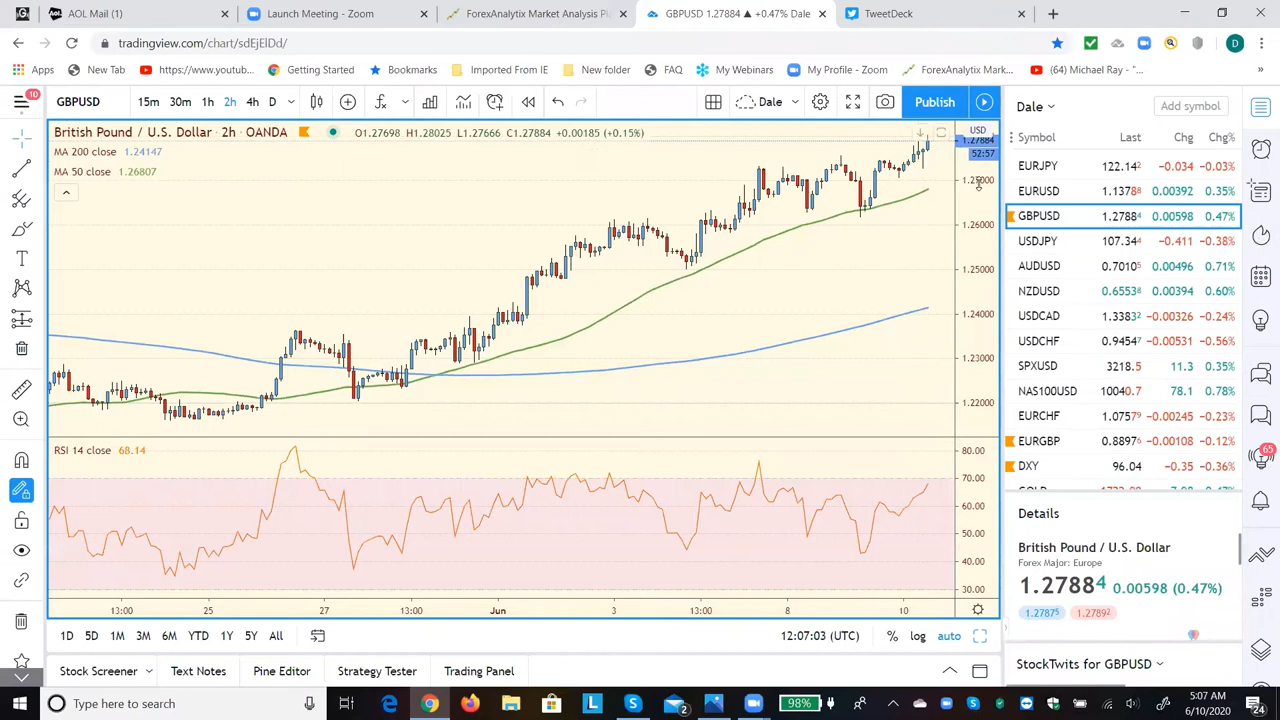 AOL Mail (1)
Launch Meeting - Zoom
ForexAnalytix Market Analysis Pl
GBPUSD 1.27884 ▲ +0.47% Dale
TweetDeck
tradingview.com/chart/sdEjElDd/
Apps
New Tab
https://www.youtub...
Getting Started
Bookmarks
Imported From IE
New folder
FAQ
My Webinars
My Profile - Zoom
ForexAnalytix Mark...
(64) Michael Ray – "...
10
GBPUSD
15m
30m
1h
2h
4h
D
Dale
Publish
British Pound / U.S. Dollar · 2h · OANDA
O1.27698 H1.28025 L1.27666 C1.27884 +0.00185 (+0.15%)
MA 200 close 1.24147
MA 50 close 1.26807
USD
1.27884
52:57
1.26000
1.25000
1.24000
1.23000
1.22000
RSI 14 close 68.14
80.00
70.00
60.00
50.00
40.00
30.00
13:00
25
27
13:00
Jun
3
13:00
8
10
1D
5D
1M
3M
6M
YTD
1Y
5Y
All
12:07:03 (UTC)
%
log
auto
Stock Screener
Text Notes
Pine Editor
Strategy Tester
Trading Panel
Dale
Add symbol
Symbol Last Chg Chg%
EURJPY 122.142 −0.034 −0.03%
EURUSD 1.13788 0.00392 0.35%
GBPUSD 1.27884 0.00598 0.47%
USDJPY 107.344 −0.411 −0.38%
AUDUSD 0.70105 0.00496 0.71%
NZDUSD 0.65538 0.00394 0.60%
USDCAD 1.33832 −0.00326 −0.24%
USDCHF 0.94547 −0.00531 −0.56%
SPXUSD 3218.5 11.3 0.35%
NAS100USD 10040.7 78.1 0.78%
EURCHF 1.07579 −0.00245 −0.23%
EURGBP 0.88976 −0.00108 −0.12%
DXY 96.04 −0.35 −0.36%
Details
British Pound / U.S. Dollar
Forex Major: Europe
1.27884 0.00598 (0.47%)
1.27875
1.27892
StockTwits for GBPUSD
65
Type here to search
2
98%
5:07 AM
6/10/2020
24